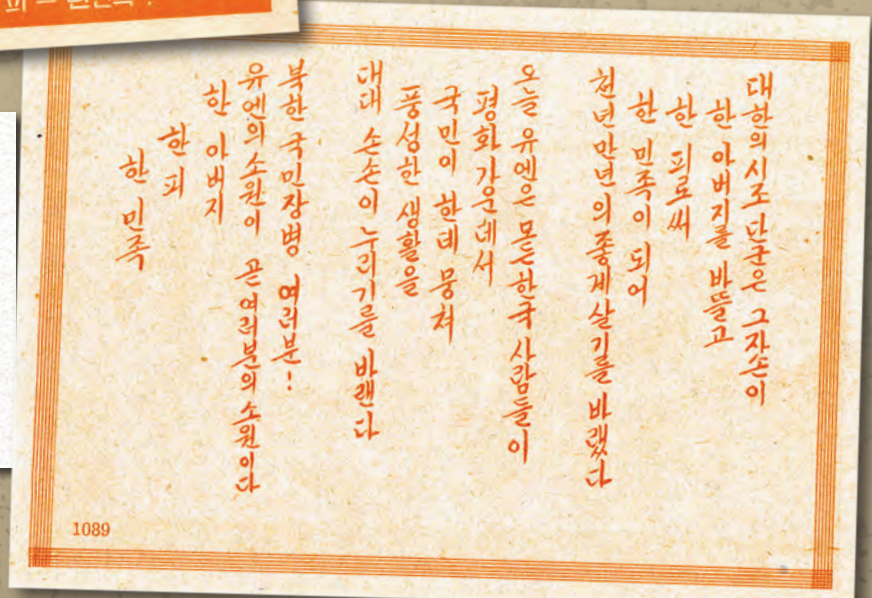 대한의 시조 단군은 그 자손이
한 아버지를 바뜰고
한 피로써
한 민족이 되어
천년만년의 좋게 살기를 바랬다
오늘 유엔은 모든 한국 사람들이
평화 가운데서
국민이 한데 뭉쳐
풍성한 생활을
대대 손손이 누리기를 바랜다
북한 국민장병 여러분!
유엔의 소원이 곧 여러분의 소원이다
한 아버지
한 피
한 민족
1089